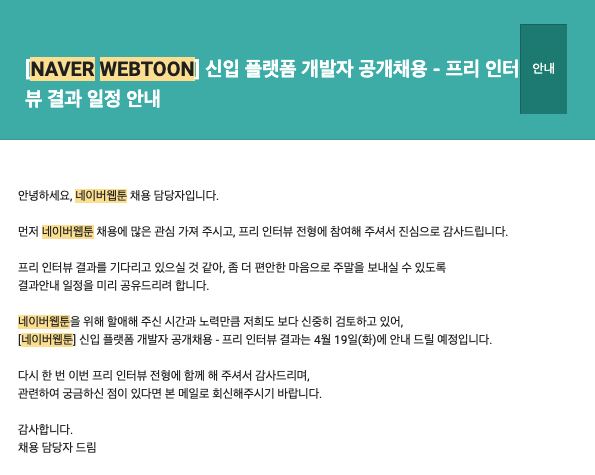 [NAVER WEBTOON] 신입 플랫폼 개발자 공개채용 - 프리 인터
뷰 결과 일정 안내
안내
안녕하세요, 네이버웹툰 채용 담당자입니다.
먼저 네이버웹툰 채용에 많은 관심 가져 주시고, 프리 인터뷰 전형에 참여해 주셔서 진심으로 감사드립니다.
프리 인터뷰 결과를 기다리고 있으실 것 같아, 좀 더 편안한 마음으로 주말을 보내실 수 있도록
결과안내 일정을 미리 공유드리려 합니다.
네이버웹툰을 위해 할애해 주신 시간과 노력만큼 저희도 보다 신중히 검토하고 있어,
[네이버웹툰] 신입 플랫폼 개발자 공개채용 - 프리 인터뷰 결과는 4월 19일(화)에 안내 드릴 예정입니다.
다시 한 번 이번 프리 인터뷰 전형에 함께 해 주셔서 감사드리며,
관련하여 궁금하신 점이 있다면 본 메일로 회신해주시기 바랍니다.
감사합니다.
채용 담당자 드림